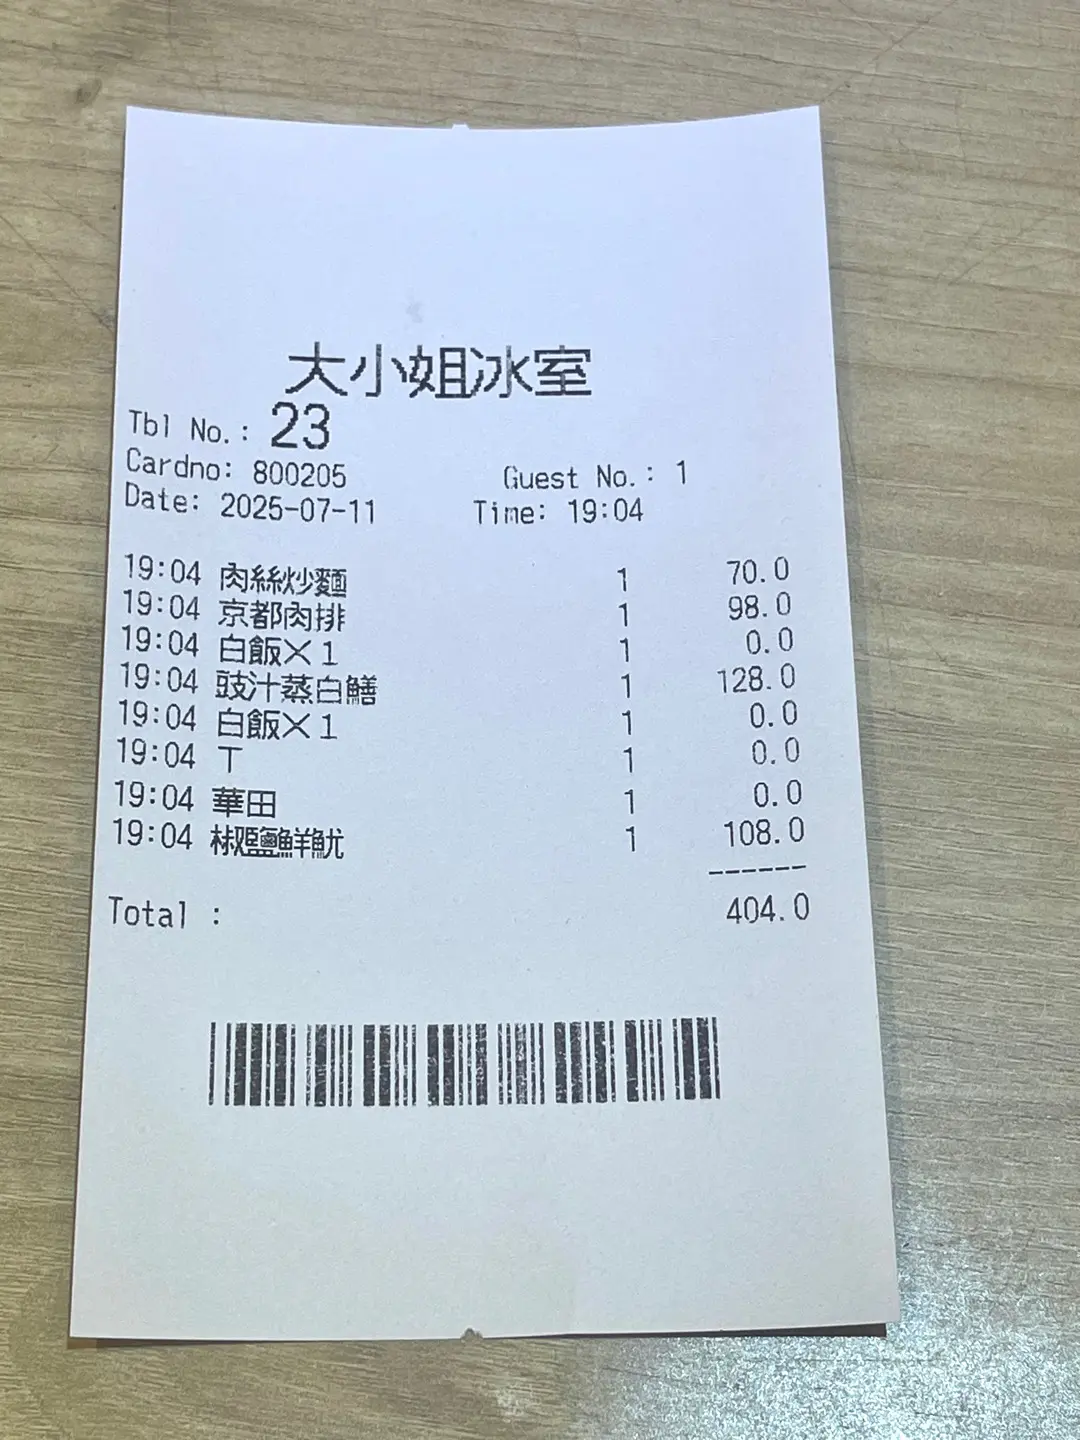 大小姐冰室
Tbl No.: 23
Cardno: 800205 Guest No.: 1
Date: 2025-07-11 Time: 19:04
19:04 肉絲炒麵 1 70.0
19:04 京都肉排 1 98.0
19:04 白飯×1 1 0.0
19:04 豉汁蒸白鱔 1 128.0
19:04 白飯×1 1 0.0
19:04 T 1 0.0
19:04 華田 1 0.0
19:04 椒鹽鮮魷 1 108.0
------
Total : 404.0